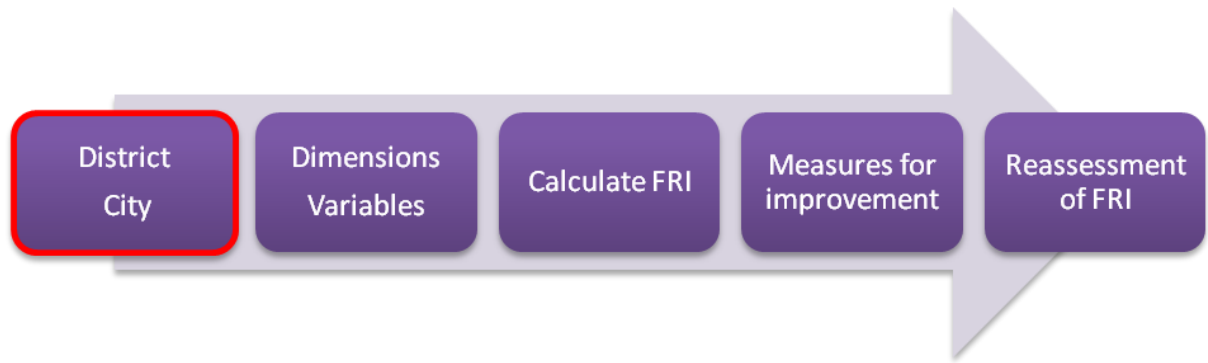 District
City
Dimensions
Variables
Calculate FRI
Measures for
improvement
Reassessment
of FRI